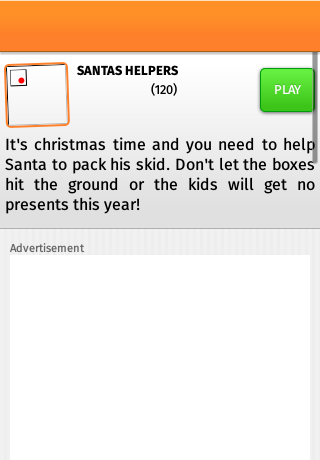 SANTAS HELPERS
(120)
PLAY
It's christmas time and you need to help
Santa to pack his skid. Don't let the boxes
hit the ground or the kids will get no
presents this year!
Advertisement